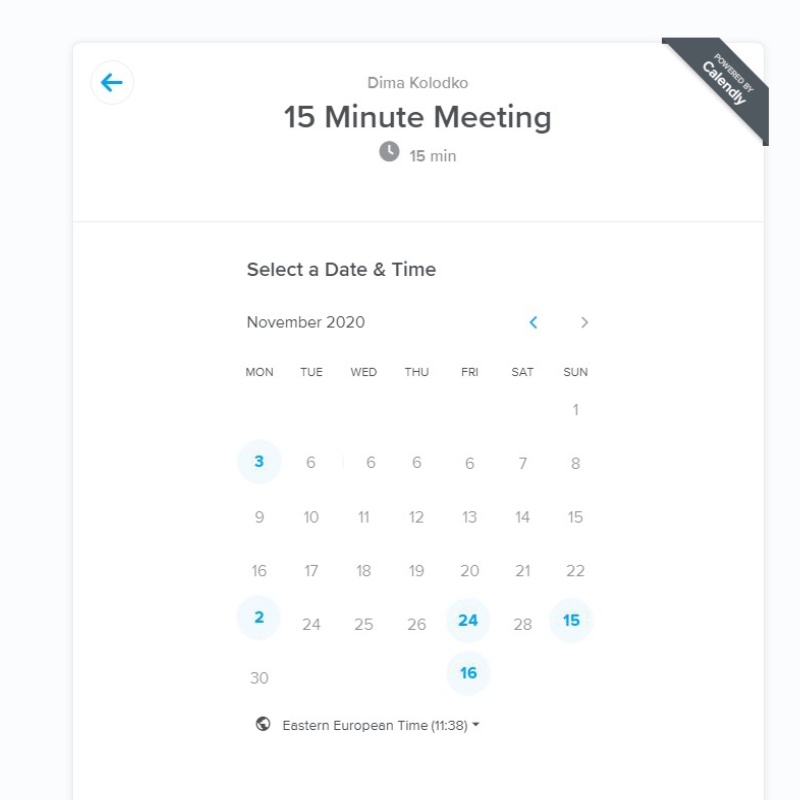 Dima Kolodko
15 Minute Meeting
15 min
POWERED BY
Calendly
Select a Date & Time
November 2020
MON TUE WED THU FRI SAT SUN
1
3 6 6 6 6 7 8
9 10 11 12 13 14 15
16 17 18 19 20 21 22
2 24 25 26 24 28 15
30 16
Eastern European Time (11:38)